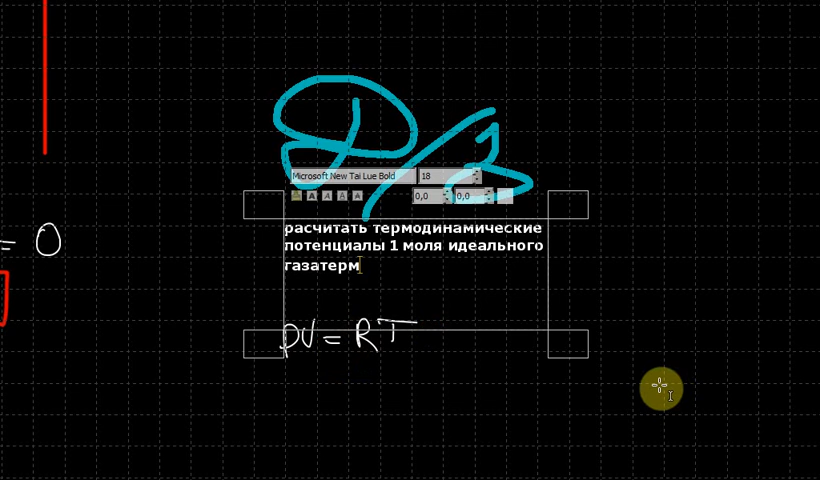 = 0
Д/з
Microsoft New Tai Lue Bold 18
A A A A 0,0 0,0
расчитать термодинамические
потенциалы 1 моля идеального
газатерм
pV = RT